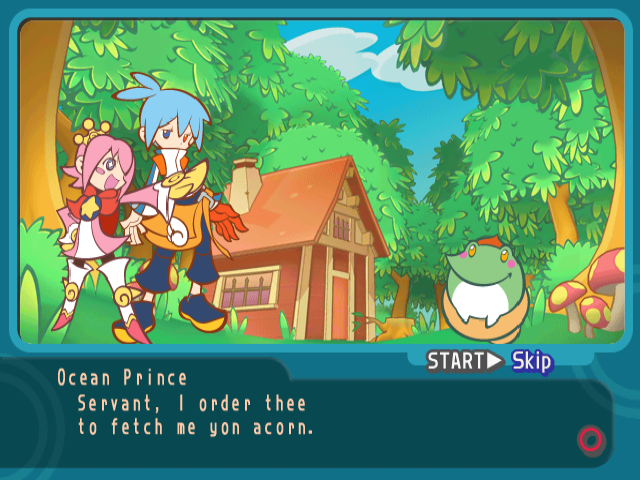 START▶ Skip
Ocean Prince
Servant, I order thee
to fetch me yon acorn.